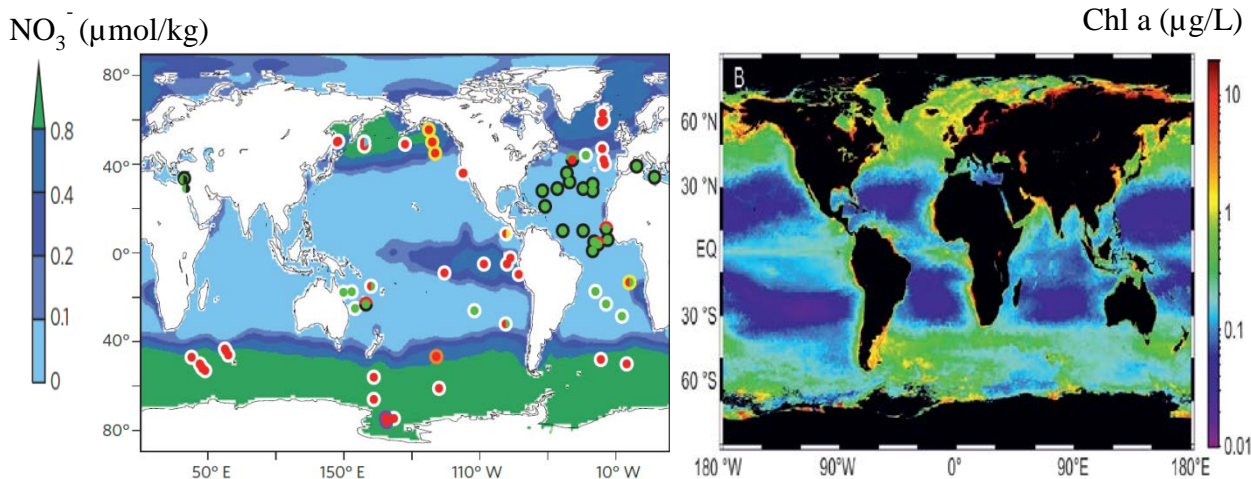 NO₃⁻ (µmol/kg)
Chl a (µg/L)
0.8
0.4
0.2
0.1
0
80°
40°
0°
40°
80°
50° E
150° E
110° W
10° W
B
60 °N
30 °N
EQ
30 °S
60 °S
180 °W
90°W
0°
90°E
180°E
10
1
0.1
0.01